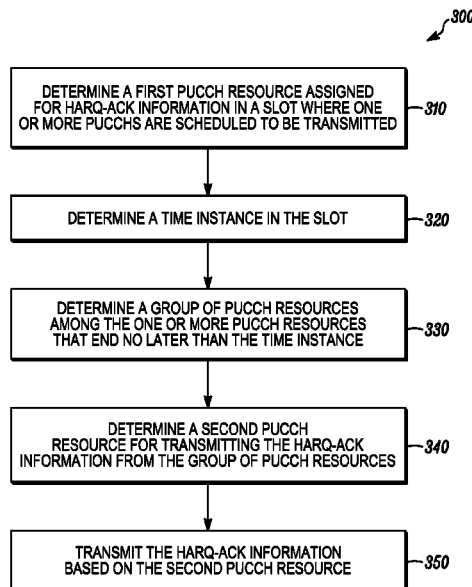 300
DETERMINE A FIRST PUCCH RESOURCE ASSIGNED
FOR HARQ-ACK INFORMATION IN A SLOT WHERE ONE
OR MORE PUCCHS ARE SCHEDULED TO BE TRANSMITTED
310
DETERMINE A TIME INSTANCE IN THE SLOT
320
DETERMINE A GROUP OF PUCCH RESOURCES
AMONG THE ONE OR MORE PUCCH RESOURCES
THAT END NO LATER THAN THE TIME INSTANCE
330
DETERMINE A SECOND PUCCH
RESOURCE FOR TRANSMITTING THE HARQ-ACK
INFORMATION FROM THE GROUP OF PUCCH RESOURCES
340
TRANSMIT THE HARQ-ACK INFORMATION
BASED ON THE SECOND PUCCH RESOURCE
350